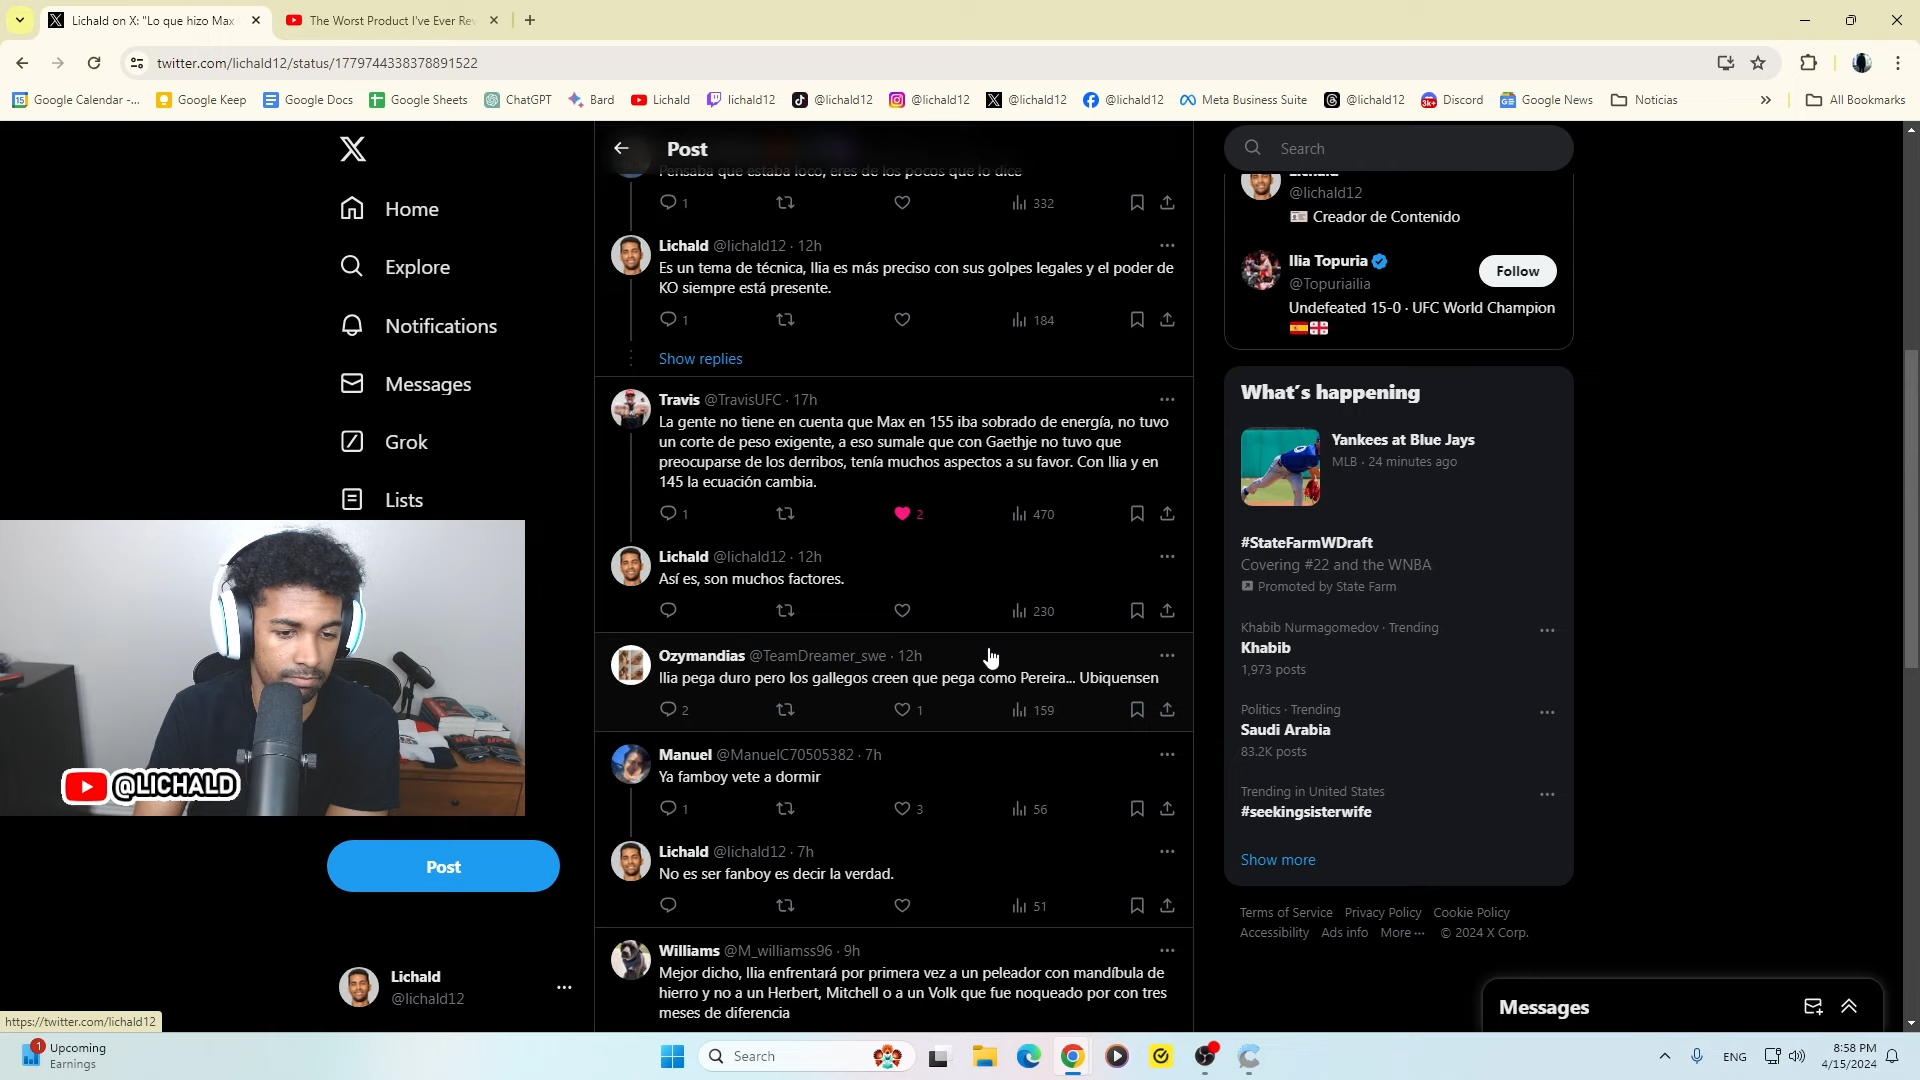 Lichald on X: "Lo que hizo Max
The Worst Product I've Ever Re
twitter.com/lichald12/status/1779744338378891522
Google Calendar -...
Google Keep
Google Docs
Google Sheets
ChatGPT
Bard
Lichald
lichald12
@lichald12
@lichald12
@lichald12
@lichald12
Meta Business Suite
@lichald12
Discord
Google News
Noticias
All Bookmarks
Home
Explore
Notifications
Messages
Grok
Lists
@LICHALD
Post
Lichald
@lichald12
https://twitter.com/lichald12
Post
Pensaba que estaba loco, eres de los pocos que lo dice
1 332
Lichald @lichald12 · 12h
Es un tema de técnica, Ilia es más preciso con sus golpes legales y el poder de
KO siempre está presente.
1 184
Show replies
Travis @TravisUFC · 17h
La gente no tiene en cuenta que Max en 155 iba sobrado de energía, no tuvo
un corte de peso exigente, a eso sumale que con Gaethje no tuvo que
preocuparse de los derribos, tenía muchos aspectos a su favor. Con Ilia y en
145 la ecuación cambia.
1 2 470
Lichald @lichald12 · 12h
Así es, son muchos factores.
230
Ozymandias @TeamDreamer_swe · 12h
Ilia pega duro pero los gallegos creen que pega como Pereira... Ubiquensen
2 1 159
Manuel @ManuelC70505382 · 7h
Ya famboy vete a dormir
1 3 56
Lichald @lichald12 · 7h
No es ser fanboy es decir la verdad.
51
Williams @M_williamss96 · 9h
Mejor dicho, Ilia enfrentará por primera vez a un peleador con mandíbula de
hierro y no a un Herbert, Mitchell o a un Volk que fue noqueado por con tres
meses de diferencia
Search
@lichald12
Creador de Contenido
Ilia Topuria
@Topuriailia
Follow
Undefeated 15-0 · UFC World Champion
What's happening
Yankees at Blue Jays
MLB · 24 minutes ago
#StateFarmWDraft
Covering #22 and the WNBA
Promoted by State Farm
Khabib Nurmagomedov · Trending
Khabib
1,973 posts
Politics · Trending
Saudi Arabia
83.2K posts
Trending in United States
#seekingsisterwife
Show more
Terms of Service Privacy Policy Cookie Policy
Accessibility Ads info More ··· © 2024 X Corp.
Messages
1
Upcoming
Earnings
Search
ENG
8:58 PM
4/15/2024